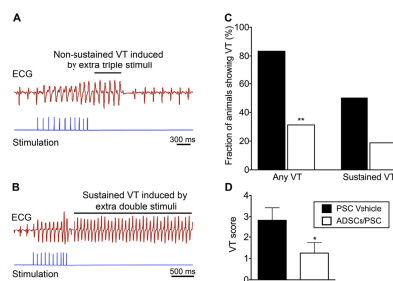 A
Non-sustained VT induced
by extra triple stimuli
ECG
Stimulation
300 ms
B
Sustained VT induced by
extra double stimuli
ECG
Stimulation
500 ms
C
Fraction of animals showing VT (%)
100
80
60
40
20
0
**
Any VT
Sustained VT
D
VT score
4
3
2
1
0
*
PSC Vehicle
ADSCs/PSC